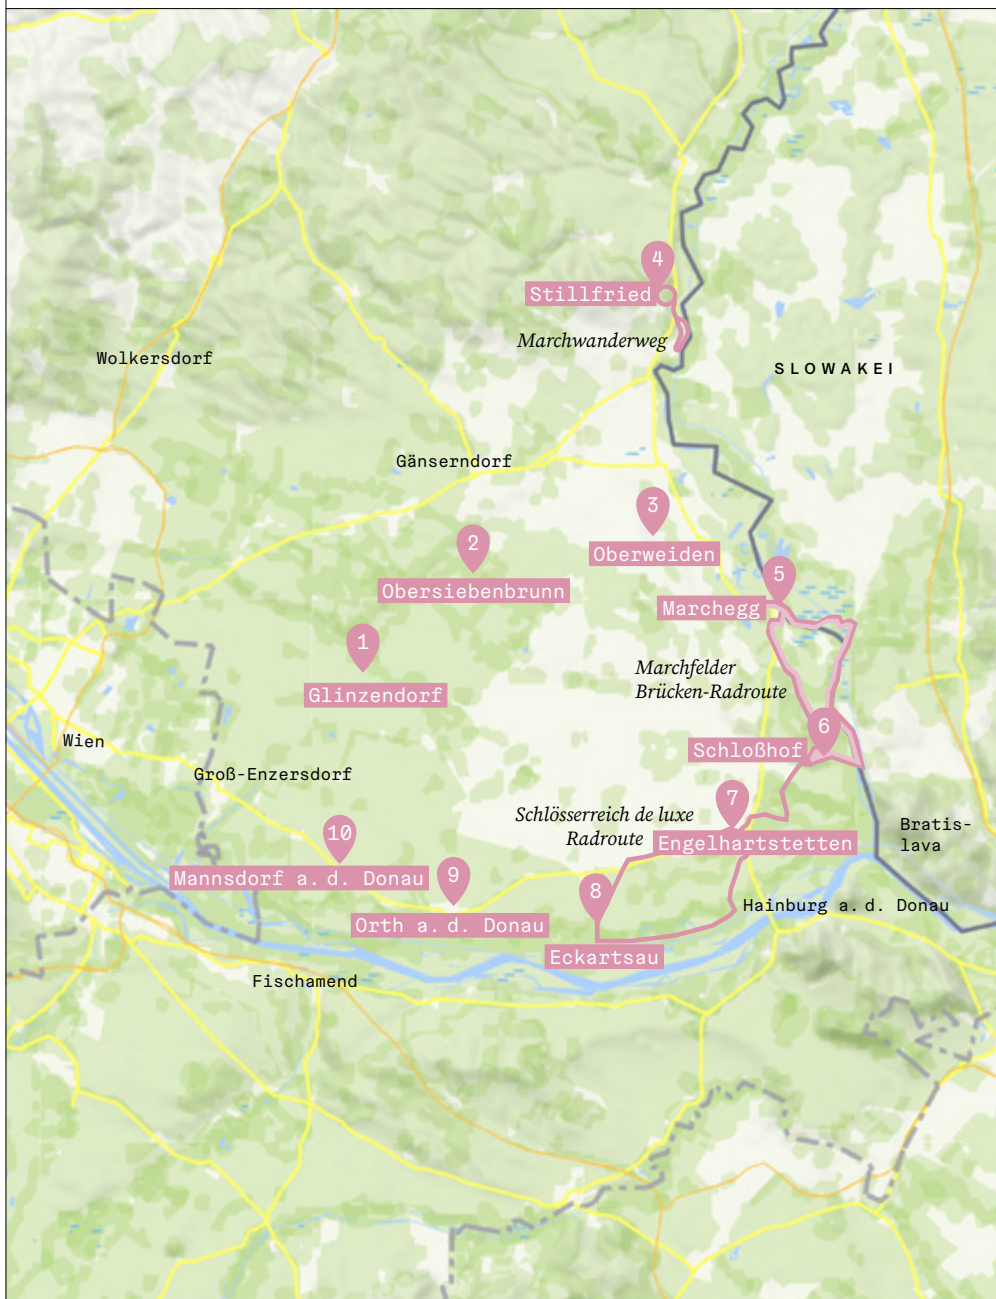 4
Stillfried
Marchwanderweg
Wolkersdorf
SLOWAKEI
Gänserndorf
3
Oberweiden
2
Obersiebenbrunn
5
Marchegg
1
Glinzendorf
Marchfelder
Brücken-Radroute
6
Schloßhof
Wien
Groß-Enzersdorf
7
Schlösserreich de luxe
Radroute
Engelhartstetten
Bratis-
lava
10
Mannsdorf a. d. Donau
9
Orth a. d. Donau
8
Eckartsau
Hainburg a. d. Donau
Fischamend